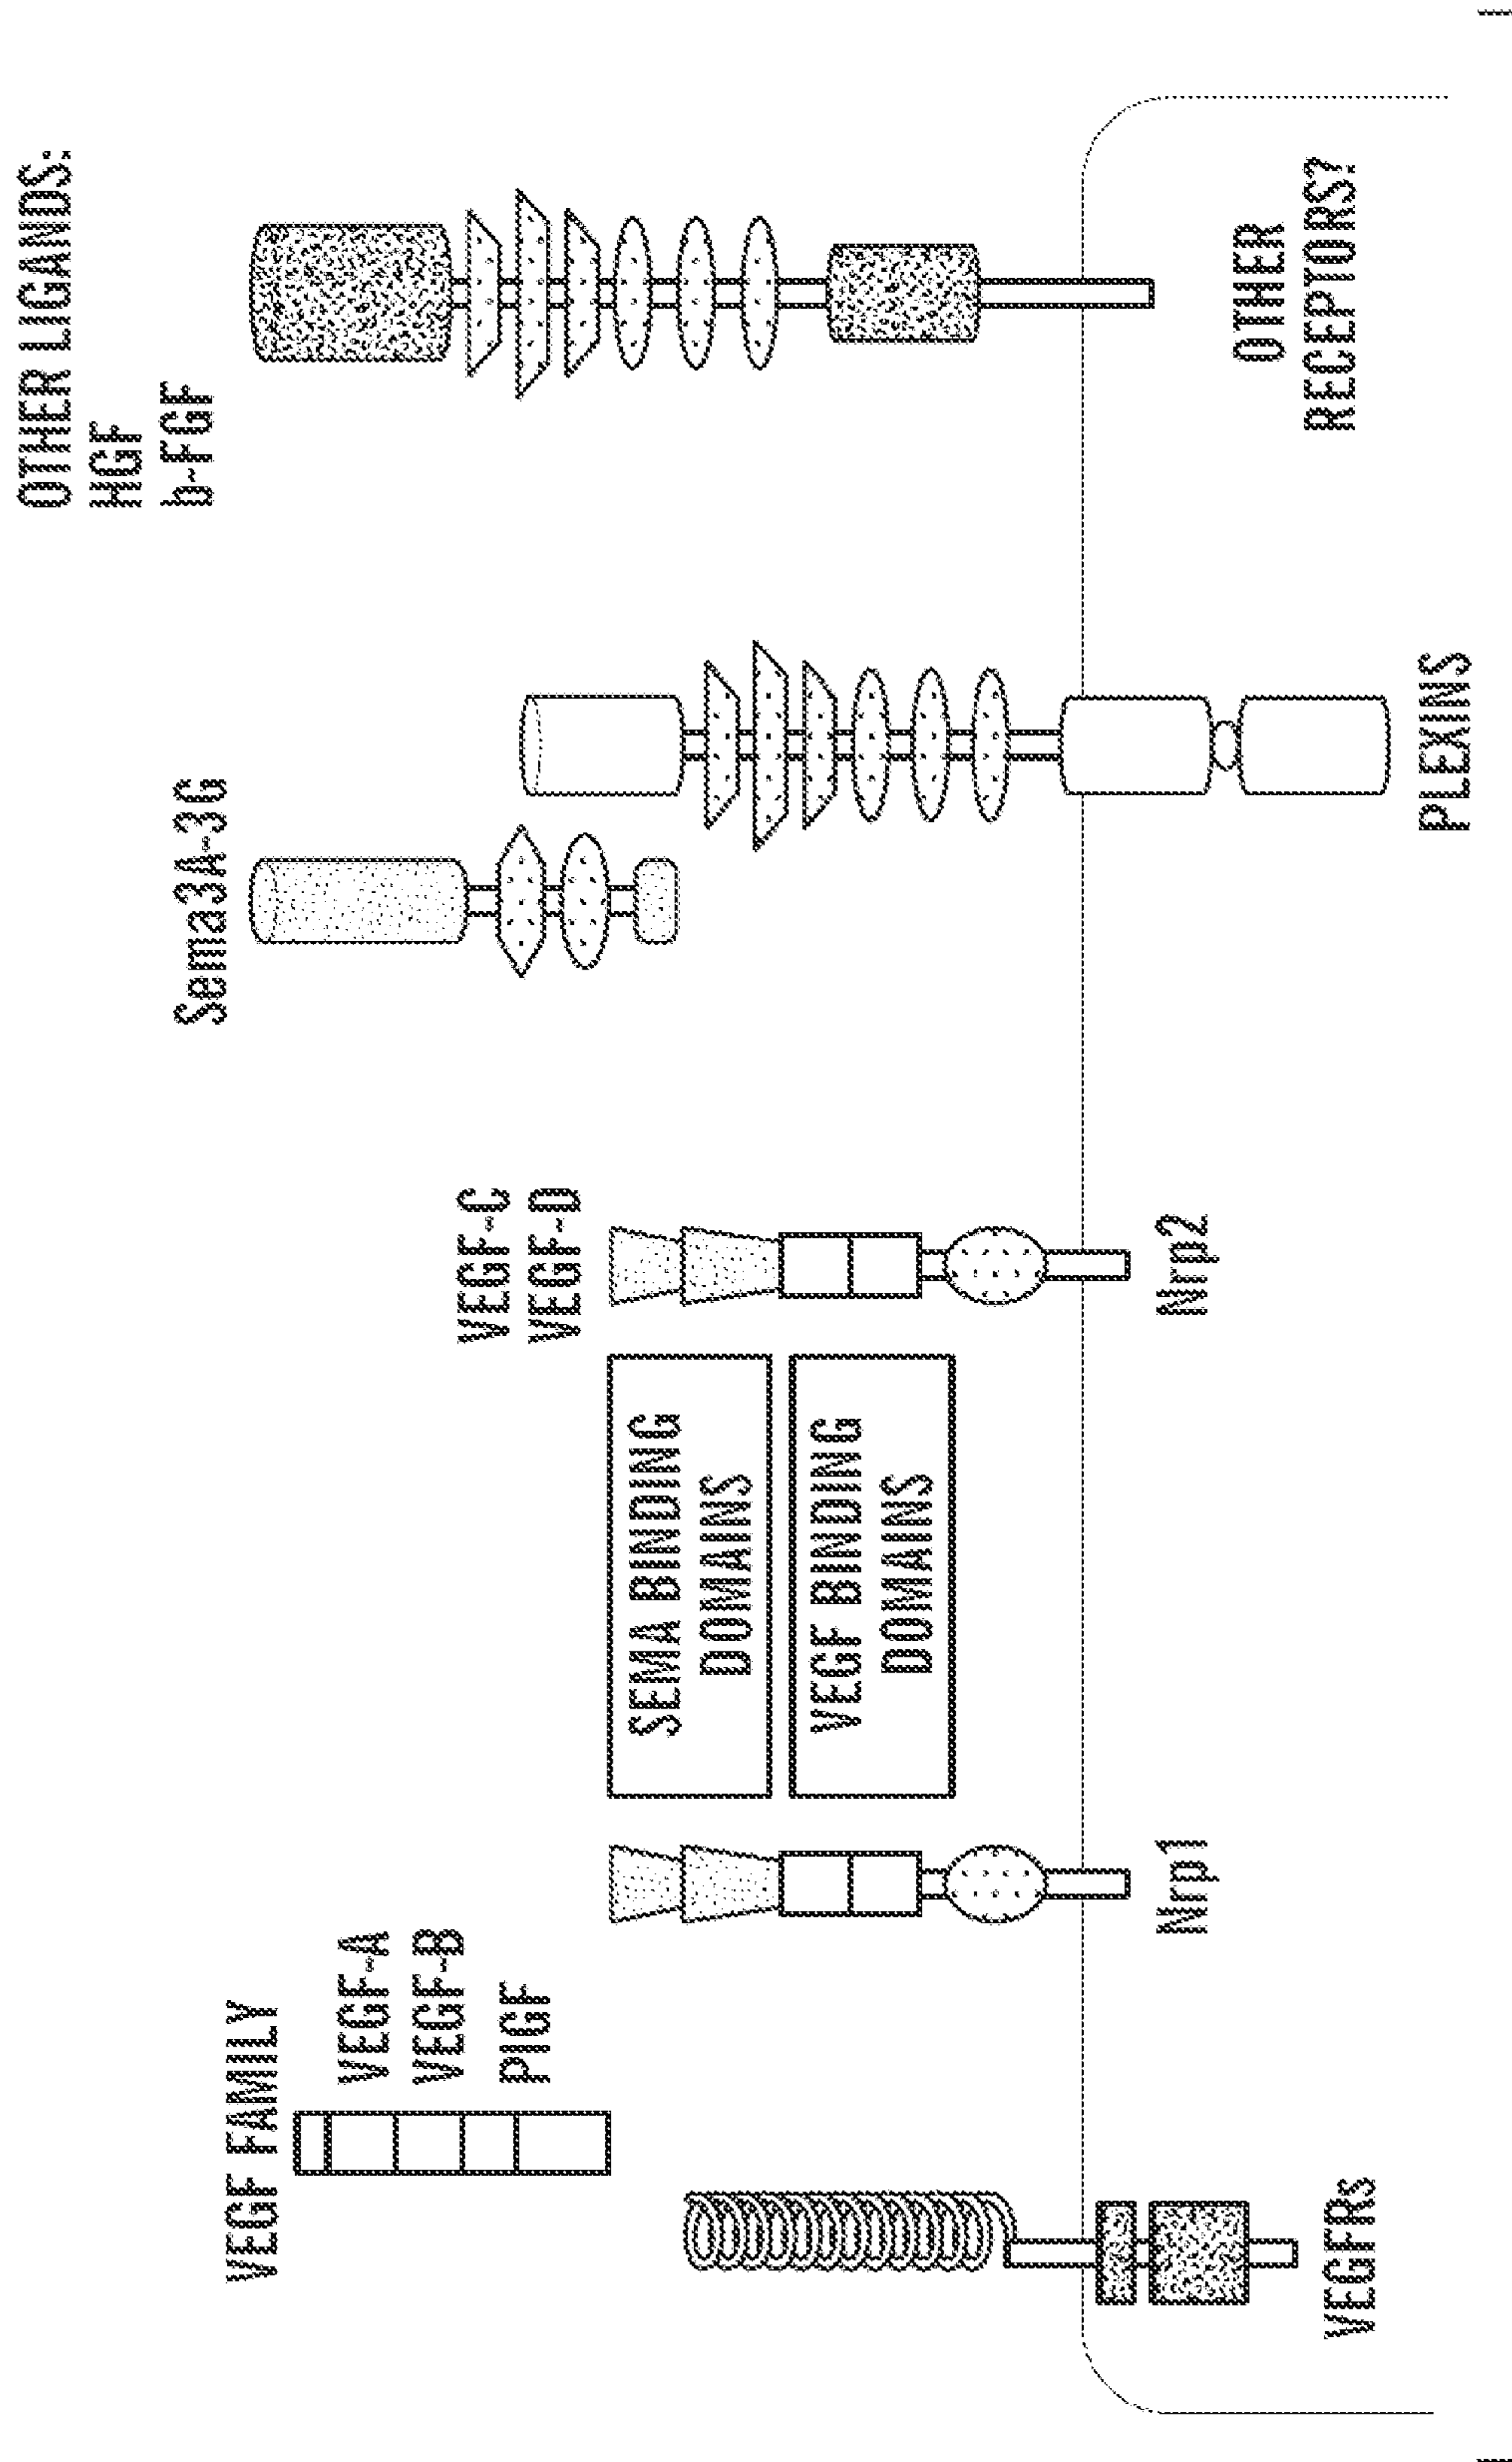 VEGF FAMILY
VEGF-A
VEGF-B
PlGF
VEGFRs
Nrp1
SEMA BINDING
DOMAINS
VEGF BINDING
DOMAINS
VEGF-C
VEGF-D
Nrp2
Sema3A-3G
PLEXINS
OTHER LIGANDS:
HGF
b-FGF
OTHER
RECEPTORS?